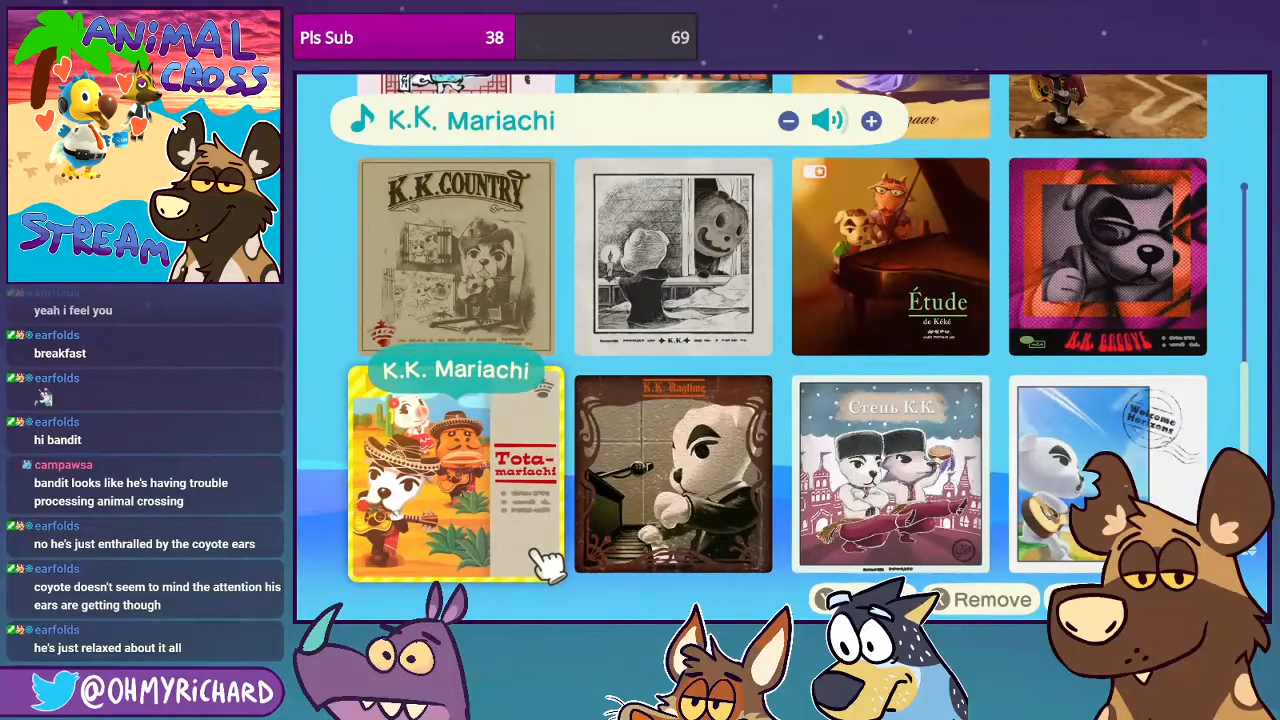 ANiMAL
CROSS
STREAM
Pls Sub 38 69
K.K. Mariachi
K.K. COUNTRY
K.K.
Étude
de Kéké
K.K. GROOVE
K.K. Mariachi
Tota-
mariachi
K.K. Ragtime
Степь К.К.
Welcome
Horizons
Remove
earfolds
yeah i feel you
earfolds
breakfast
earfolds
earfolds
hi bandit
campawsa
bandit looks like he's having trouble
processing animal crossing
earfolds
no he's just enthralled by the coyote ears
earfolds
coyote doesn't seem to mind the attention his
ears are getting though
earfolds
he's just relaxed about it all
@OHMYRiCHARD